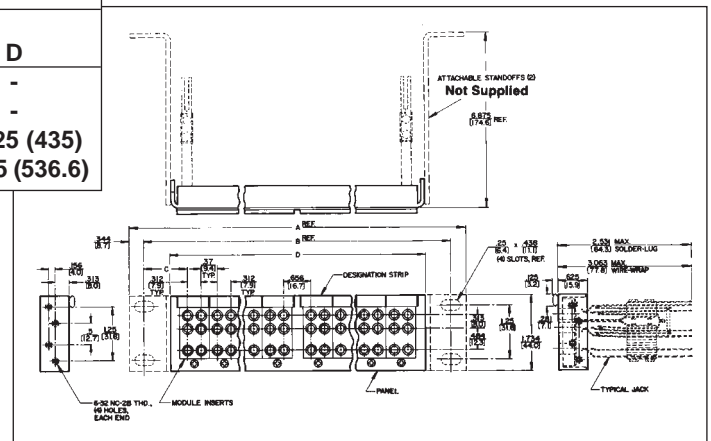 D
-
-
25 (435)
5 (536.6)
ATTACHABLE STANDOFFS (2)
Not Supplied
6.875
(174.6) REF.
A REF.
B REF.
.344
(8.7)
C
.312
(7.9)
TYP.
.37
(9.4)
TYP.
.312
(7.9)
TYP.
.656
(16.7)
DESIGNATION STRIP
.25 x .438
(6.4) (11.1)
(4) SLOTS, REF.
2.531 MAX.
(64.3) SOLDER-LUG
3.063 MAX.
(77.8) WIRE-WRAP
.156
(4.0)
.313
(8.0)
.5
(12.7)
1.25
(31.8)
.313
(8.0)
.484
(12.3)
1.25
(31.8)
1.734
(44.0)
.125
(3.2)
.625
(15.9)
.281
(7.1)
6-32 NC-2B THD.,
(4) HOLES,
EACH END
MODULE INSERTS
PANEL
TYPICAL JACK